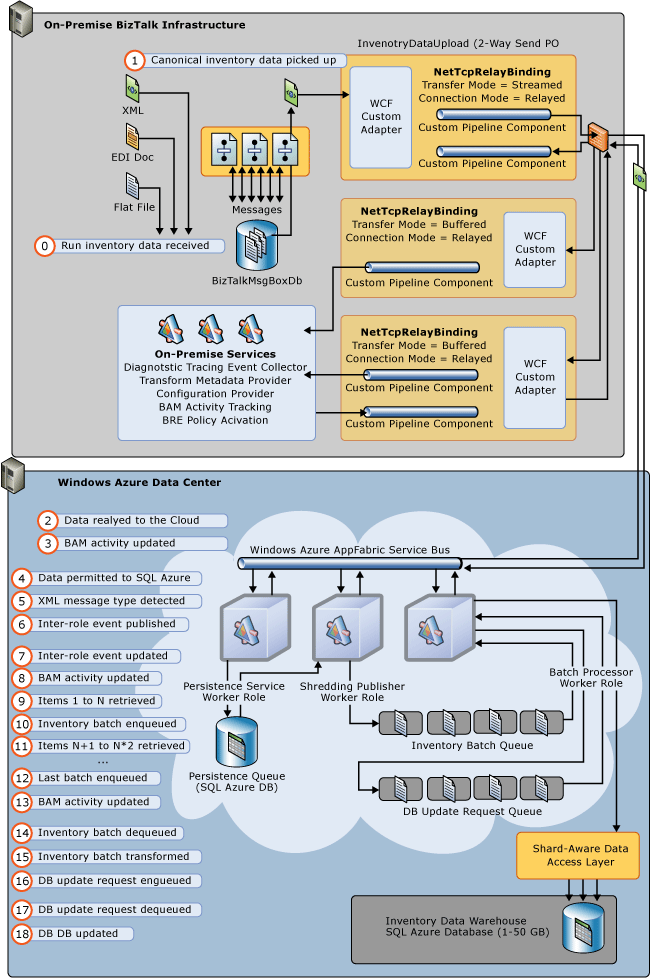 On-Premise BizTalk Infrastructure
InvenotryDataUpload (2-Way Send PO
1 Canonical inventory data picked up
XML
EDI Doc
Flat File
0 Run inventory data received
Messages
BizTalkMsgBoxDb
WCF
Custom
Adapter
NetTcpRelayBinding
Transfer Mode = Streamed
Connection Mode = Relayed
Custom Pipeline Component
Custom Pipeline Component
NetTcpRelayBinding
Transfer Mode = Buffered
Connection Mode = Relayed
Custom Pipeline Component
WCF
Custom
Adapter
On-Premise Services
Diagnotstic Tracing Event Collector
Transform Metadata Provider
Configuration Provider
BAM Activity Tracking
BRE Policy Acivation
NetTcpRelayBinding
Transfer Mode = Buffered
Connection Mode = Relayed
Custom Pipeline Component
Custom Pipeline Component
WCF
Custom
Adapter
Windows Azure Data Center
2 Data realyed to the Cloud
3 BAM activity updated
4 Data permitted to SQL Azure
5 XML message type detected
6 Inter-role event published
7 Inter-role event updated
8 BAM activity updated
9 Items 1 to N retrieved
10 Inventory batch enqueued
11 Items N+1 to N*2 retrieved
...
12 Last batch enqueued
13 BAM activity updated
14 Inventory batch dequeued
15 Inventory batch transformed
16 DB update request engueued
17 DB update request dequeued
18 DB DB updated
Windows Azure AppFabric Service Bus
Persistence Service
Worker Role
Shredding Publisher
Worker Role
Batch Processor
Worker Role
Persistence Queue
(SQL Azure DB)
Inventory Batch Queue
DB Update Request Queue
Shard-Aware Data
Access Layer
Inventory Data Warehouse
SQL Azure Database (1-50 GB)